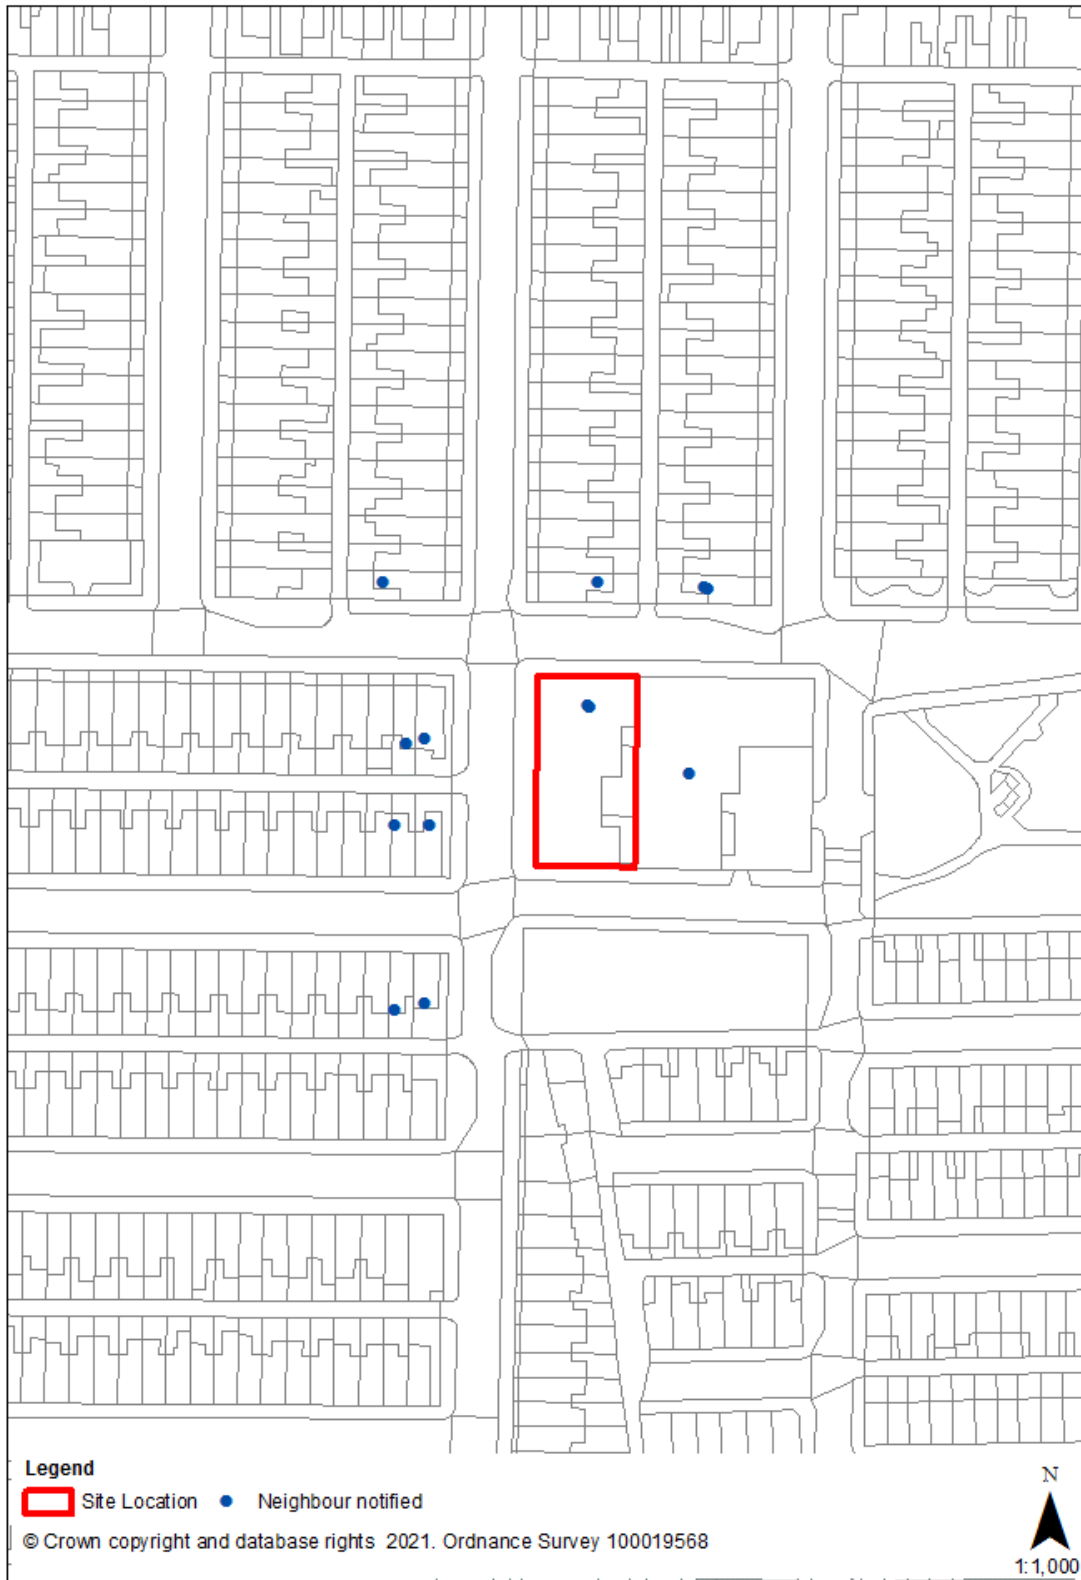 Legend
Site Location Neighbour notified
© Crown copyright and database rights 2021. Ordnance Survey 100019568
N
1:1,000